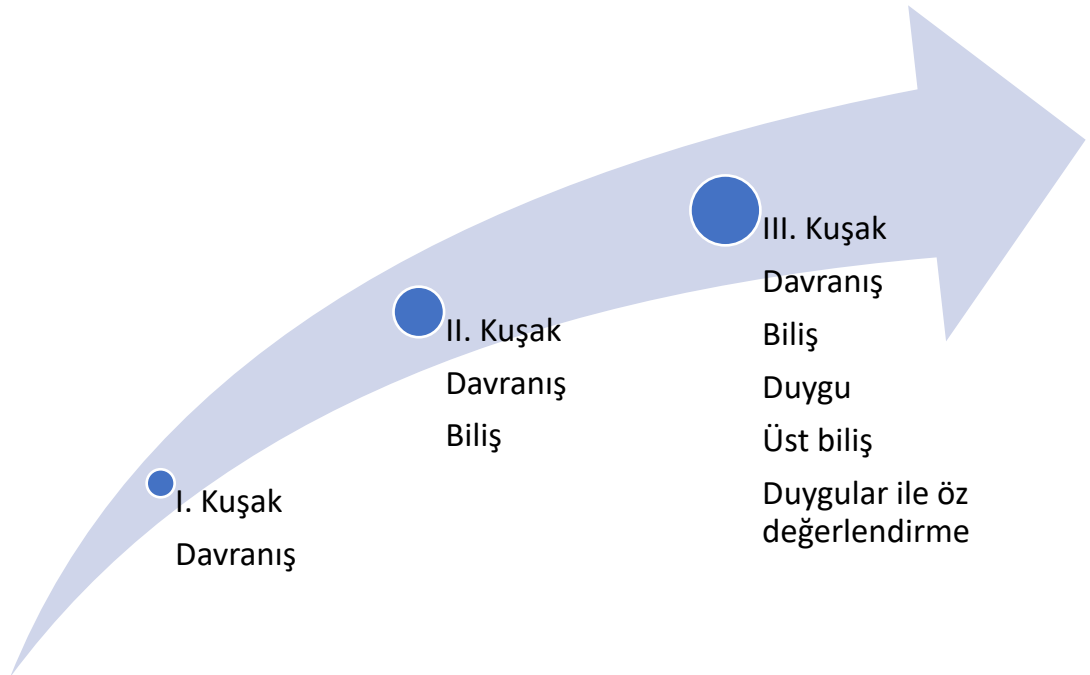 I. Kuşak
Davranış
II. Kuşak
Davranış
Biliş
III. Kuşak
Davranış
Biliş
Duygu
Üst biliş
Duygular ile öz
değerlendirme